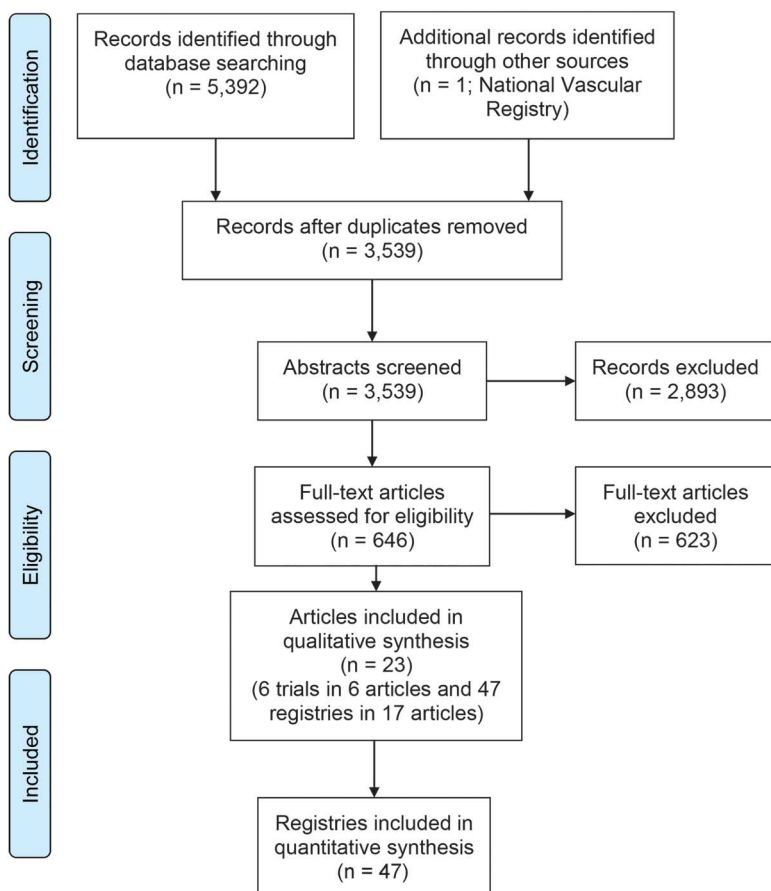 Identification
Records identified through
database searching
(n = 5,392)
Additional records identified
through other sources
(n = 1; National Vascular
Registry)
Records after duplicates removed
(n = 3,539)
Screening
Abstracts screened
(n = 3,539)
Records excluded
(n = 2,893)
Eligibility
Full-text articles
assessed for eligibility
(n = 646)
Full-text articles
excluded
(n = 623)
Articles included in
qualitative synthesis
(n = 23)
(6 trials in 6 articles and 47
registries in 17 articles)
Included
Registries included in
quantitative synthesis
(n = 47)